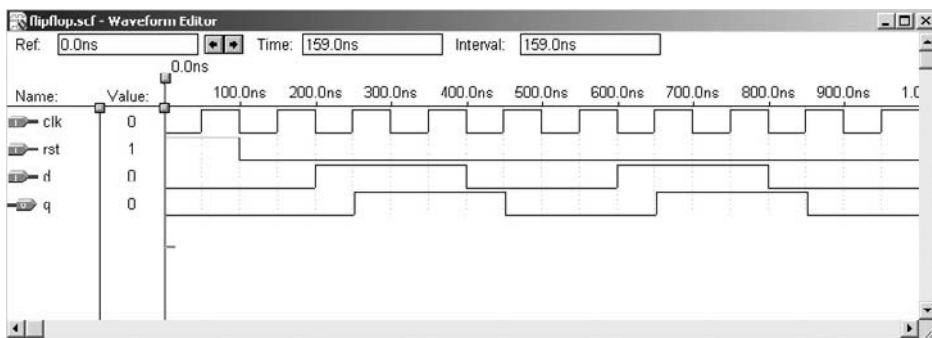 flipflop.scf - Waveform Editor
Ref: 0.0ns Time: 159.0ns Interval: 159.0ns
0.0ns
Name: Value: 100.0ns 200.0ns 300.0ns 400.0ns 500.0ns 600.0ns 700.0ns 800.0ns 900.0ns 1.0
clk 0
rst 1
d 0
q 0